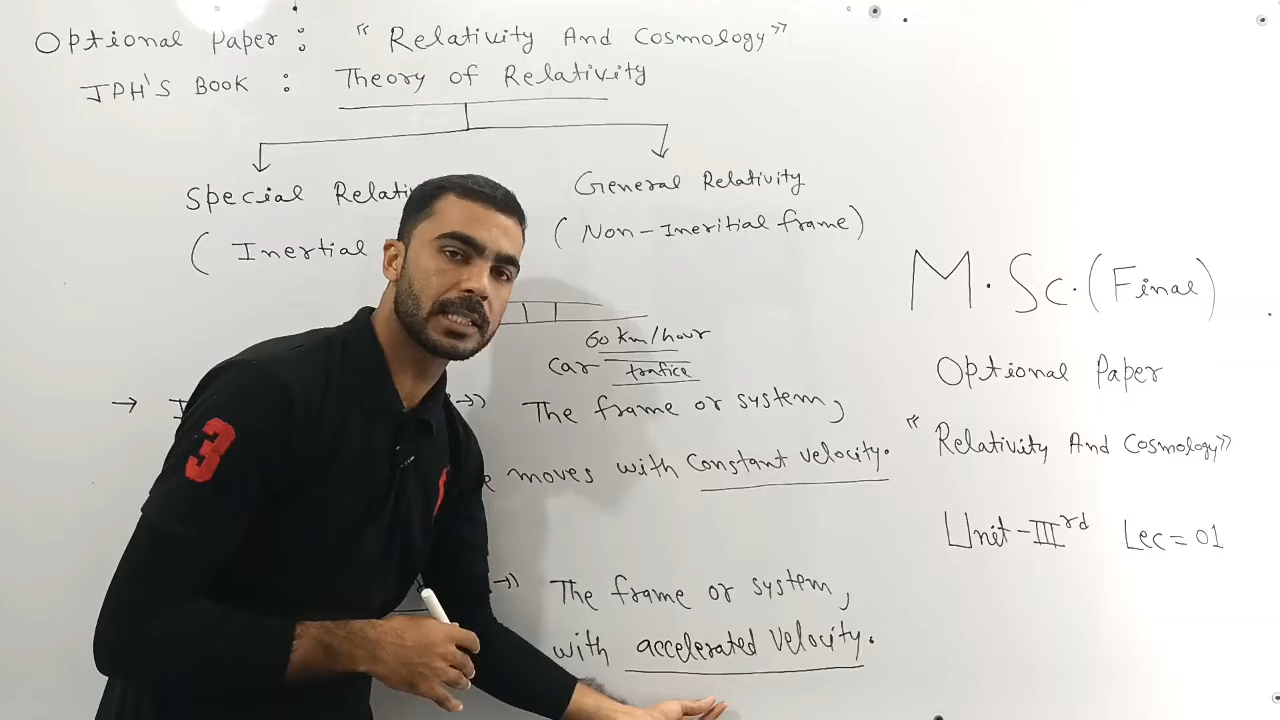 Optional Paper : “Relativity And Cosmology”
JPH'S BOOK : Theory of Relativity
Special Relati
General Relativity
( Inertial
(Non-Ineritial frame)
60 Km/hour
car trafice
→ The frame or system,
moves with constant velocity.
The frame or system,
with accelerated velocity.
M.Sc.(Final)
Optional Paper
“Relativity And Cosmology”
Unit-IIIrd Lec=01
3